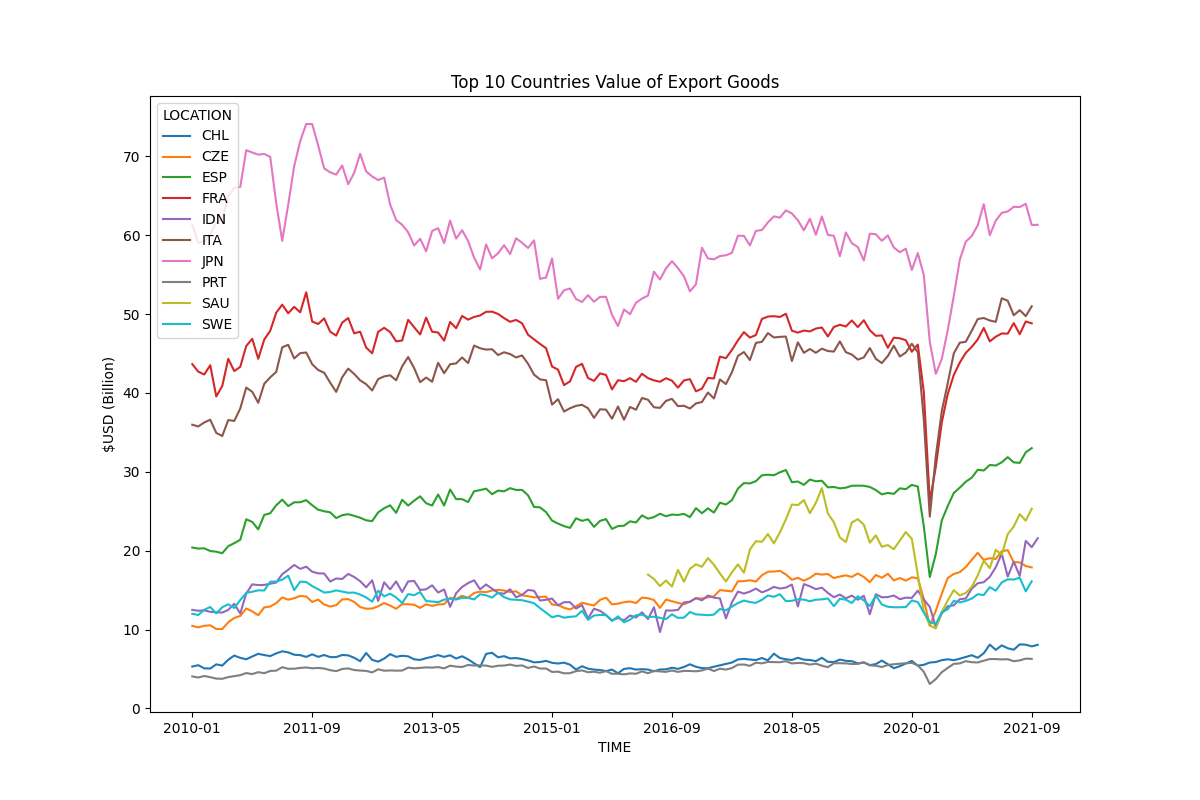 Top 10 Countries Value of Export Goods
LOCATION
CHL
CZE
ESP
FRA
IDN
ITA
JPN
PRT
SAU
SWE
70
60
50
40
30
20
10
0
$USD (Billion)
2010-01 2011-09 2013-05 2015-01 2016-09 2018-05 2020-01 2021-09
TIME